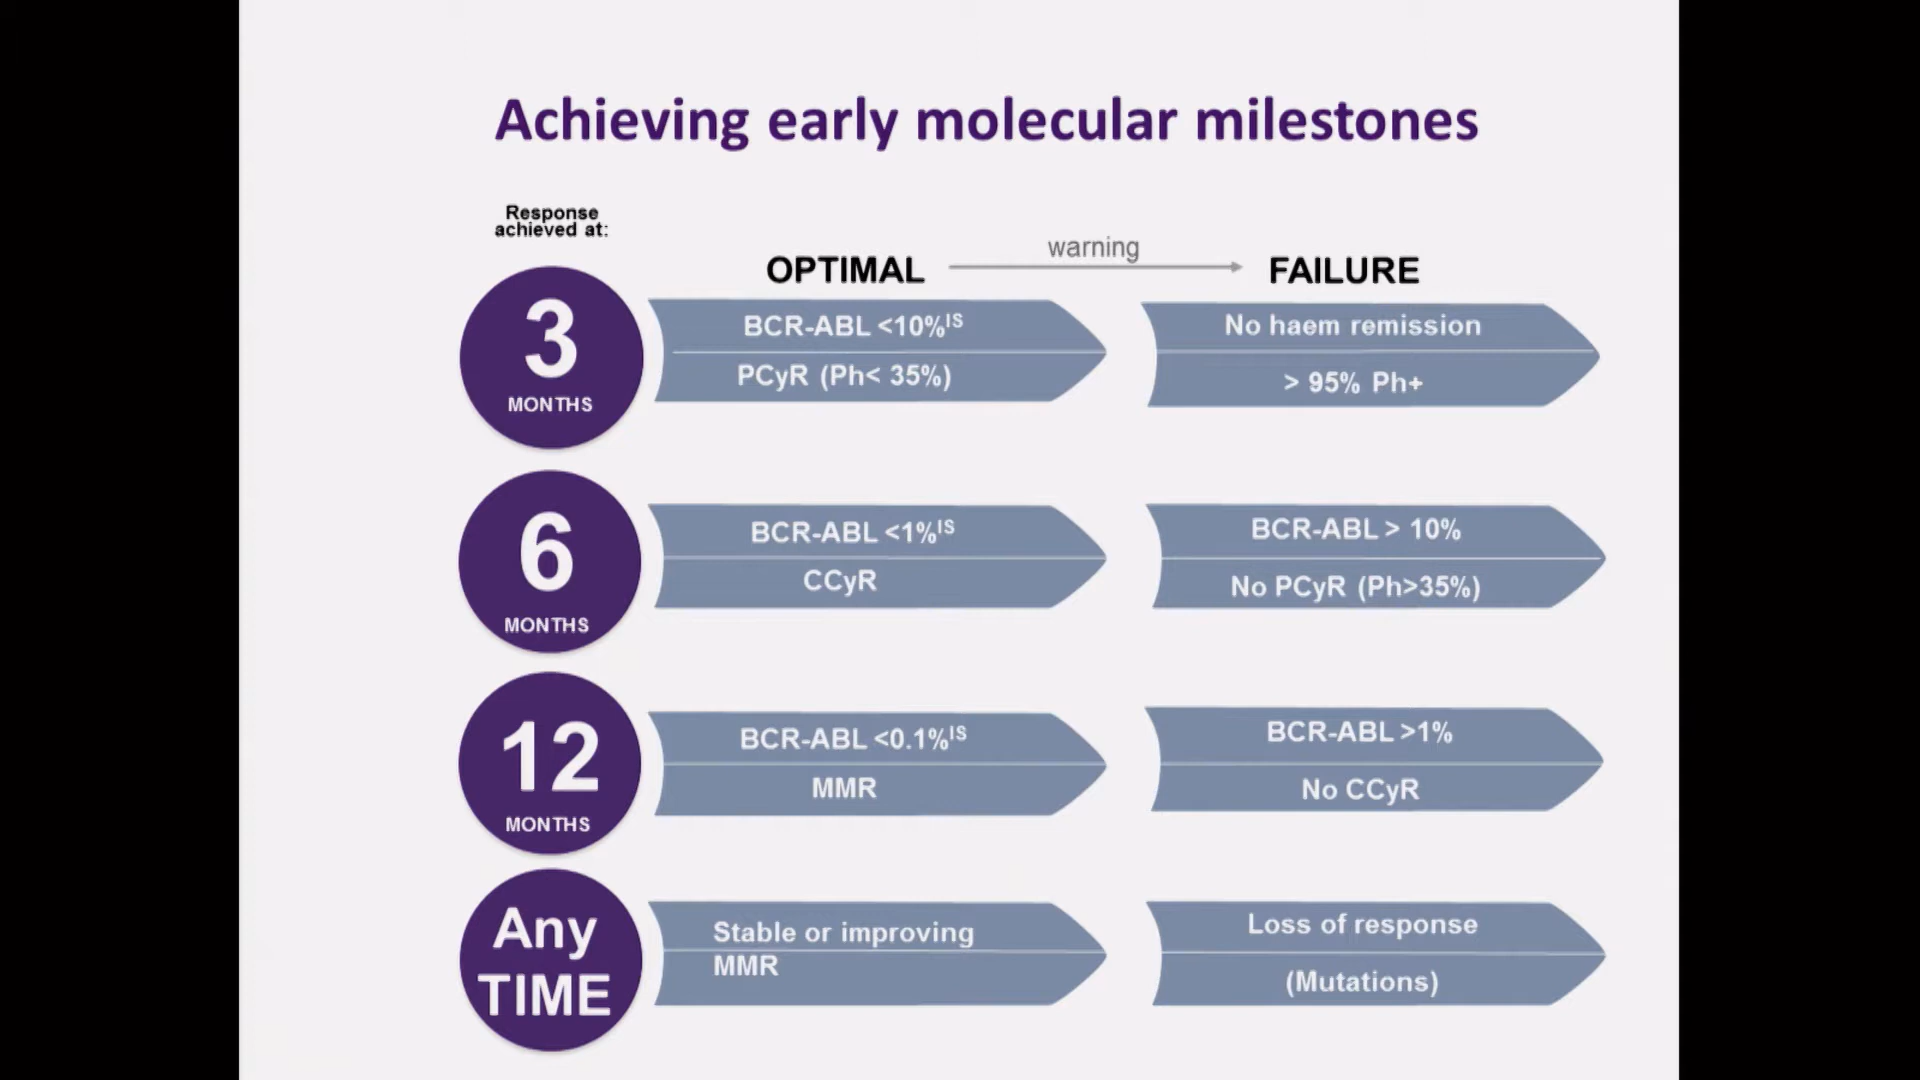 Achieving early molecular milestones
Response
achieved at:
OPTIMAL
warning
FAILURE
3
MONTHS
BCR-ABL <10%IS
PCyR (Ph< 35%)
No haem remission
> 95% Ph+
6
MONTHS
BCR-ABL <1%IS
CCyR
BCR-ABL > 10%
No PCyR (Ph>35%)
12
MONTHS
BCR-ABL <0.1%IS
MMR
BCR-ABL >1%
No CCyR
Any
TIME
Stable or improving
MMR
Loss of response
(Mutations)